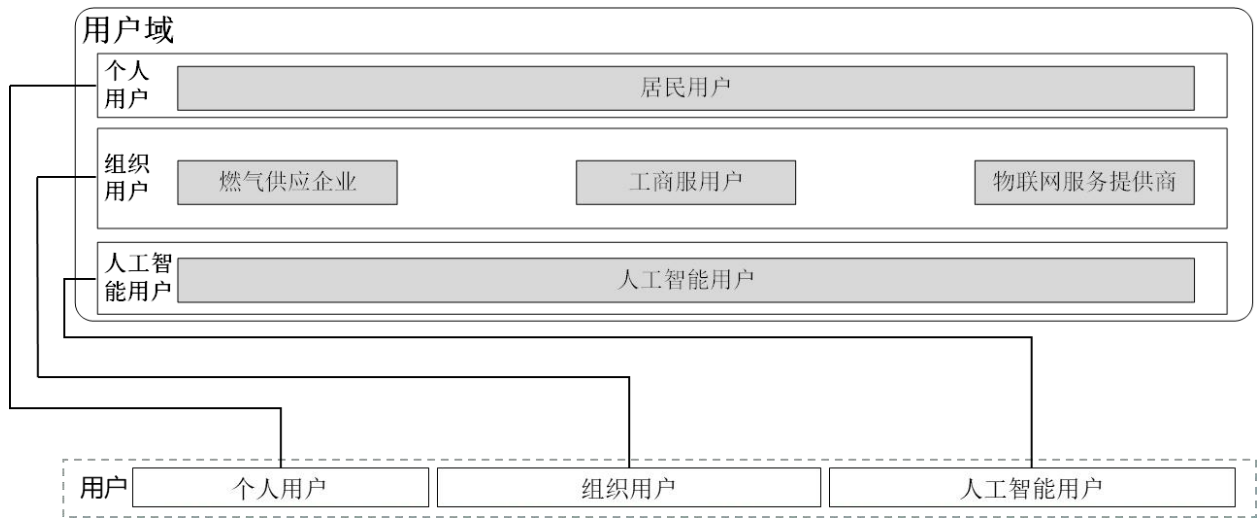 用户域
个人
用户
居民用户
组织
用户
燃气供应企业
工商服用户
物联网服务提供商
人工智
能用户
人工智能用户
用户
个人用户
组织用户
人工智能用户